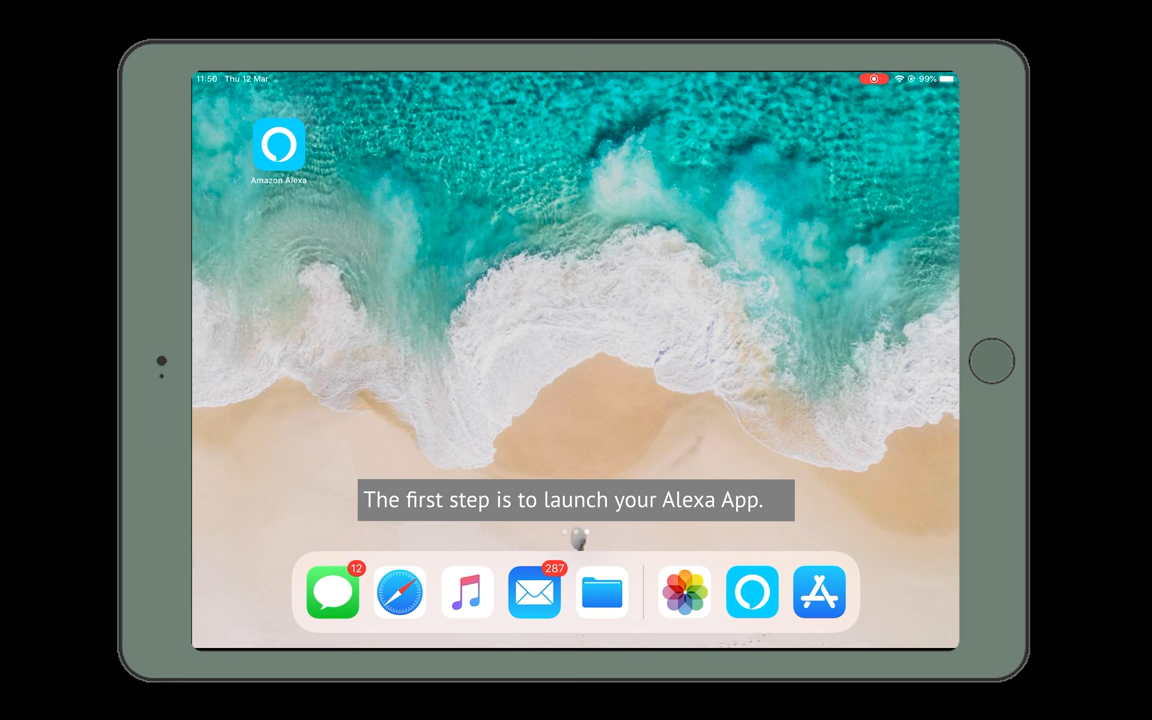 11:50 Thu 12 Mar
99%
Amazon Alexa
The first step is to launch your Alexa App.
12
287